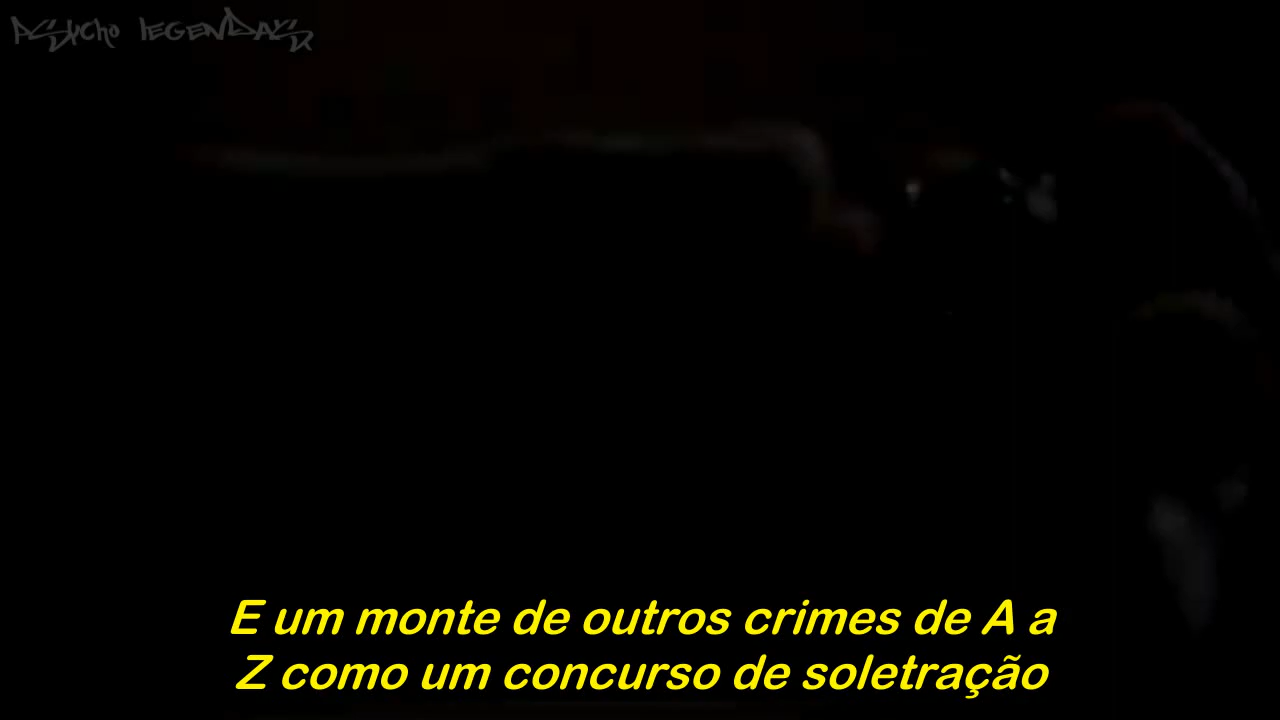 Psycho Legendas
E um monte de outros crimes de A a
Z como um concurso de soletração